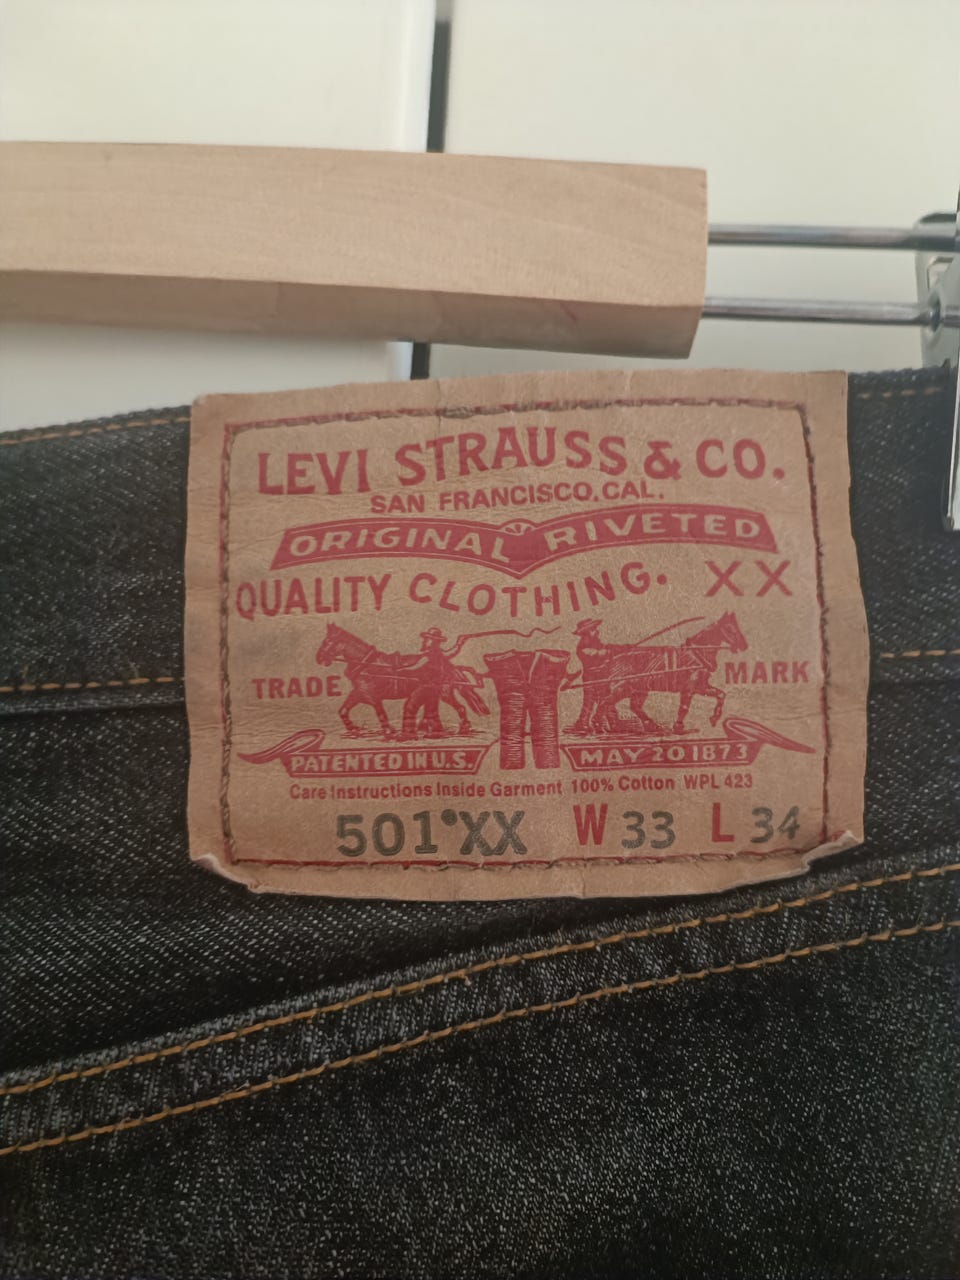 LEVI STRAUSS & CO.
SAN FRANCISCO, CAL.
ORIGINAL RIVETED
QUALITY CLOTHING. XX
TRADE MARK
PATENTED IN U.S. MAY 20 1873
Care Instructions Inside Garment 100% Cotton WPL 423
501°XX W 33 L 34